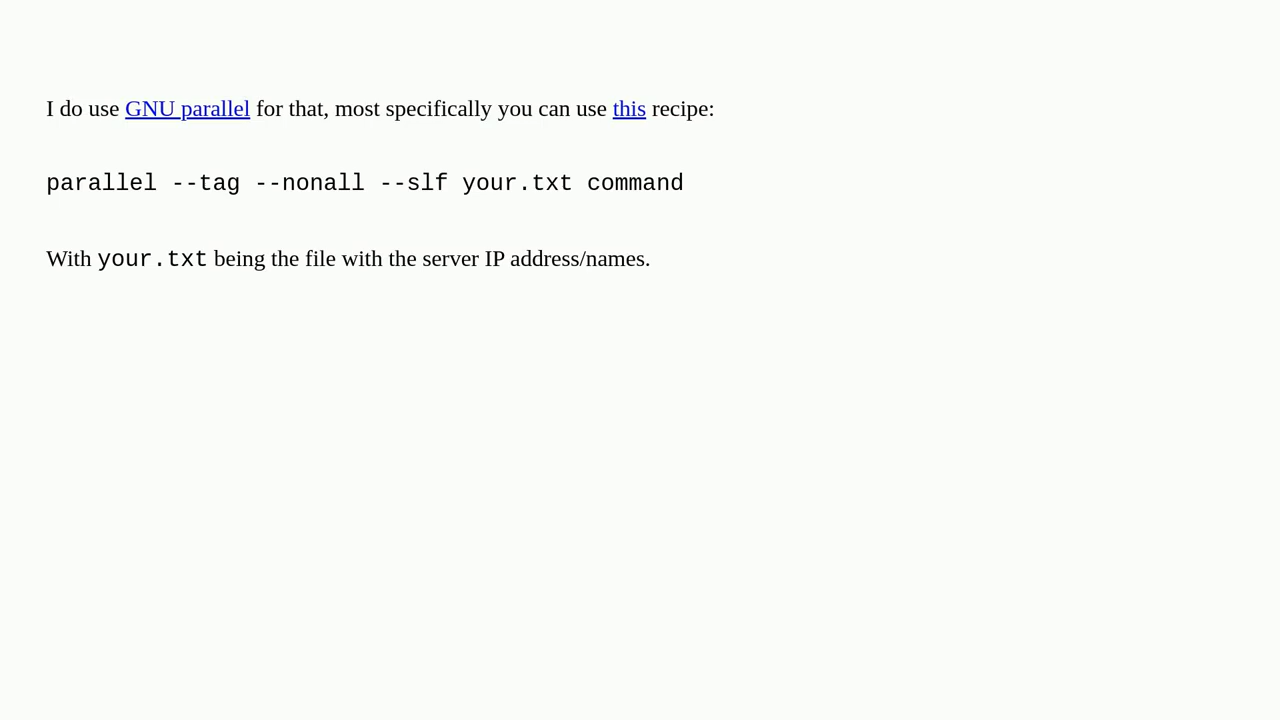 I do use GNU parallel for that, most specifically you can use this recipe:
parallel --tag --nonall --slf your.txt command
With your.txt being the file with the server IP address/names.